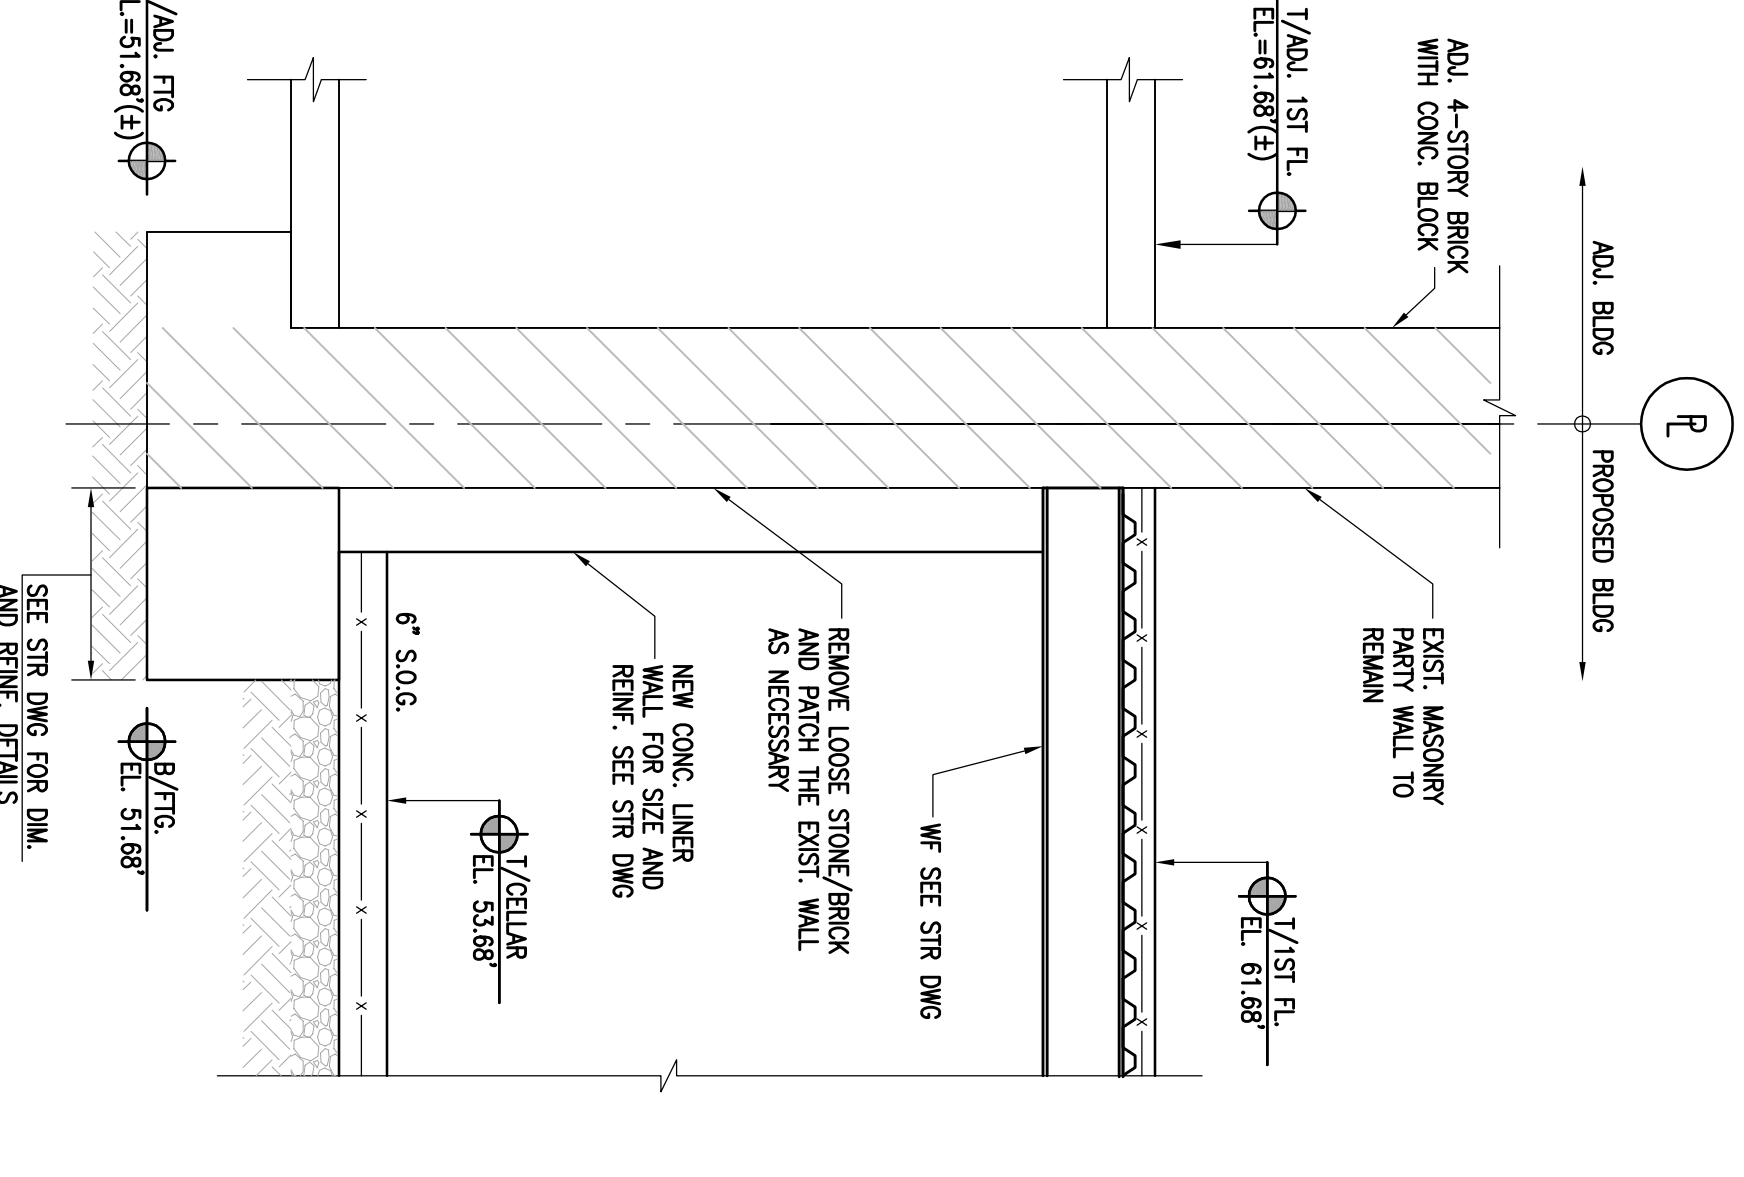 PL
ADJ. BLDG
PROPOSED BLDG
ADJ. 4-STORY BRICK
WITH CONC. BLOCK
T/ADJ. 1ST FL.
EL.=61.68'(±)
EXIST. MASONRY
PARTY WALL TO
REMAIN
T/1ST FL.
EL. 61.68'
WF SEE STR DWG
REMOVE LOOSE STONE/BRICK
AND PATCH THE EXIST. WALL
AS NECESSARY
NEW CONC. LINER
WALL FOR SIZE AND
REINF. SEE STR DWG
T/CELLAR
EL. 53.68'
6" S.O.G.
/ADJ. FTG
L.=51.68'(±)
B/FTG.
EL. 51.68'
SEE STR DWG FOR DIM.
AND REINF. DETAILS